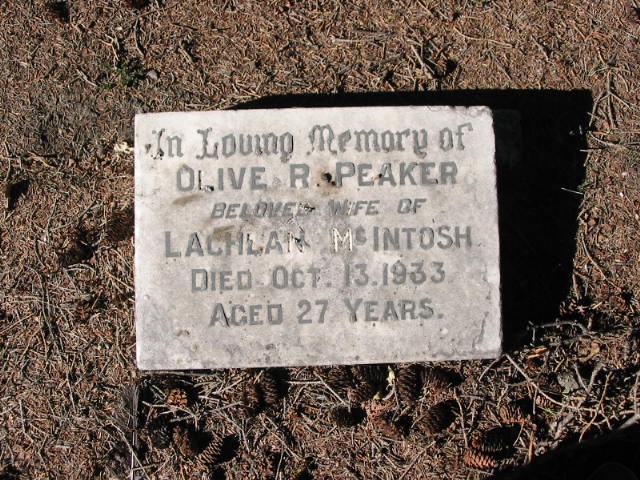 In Loving Memory of
OLIVE R. PEAKER
BELOVED WIFE OF
LACHLAN McINTOSH
DIED OCT. 13. 1933
AGED 27 YEARS.